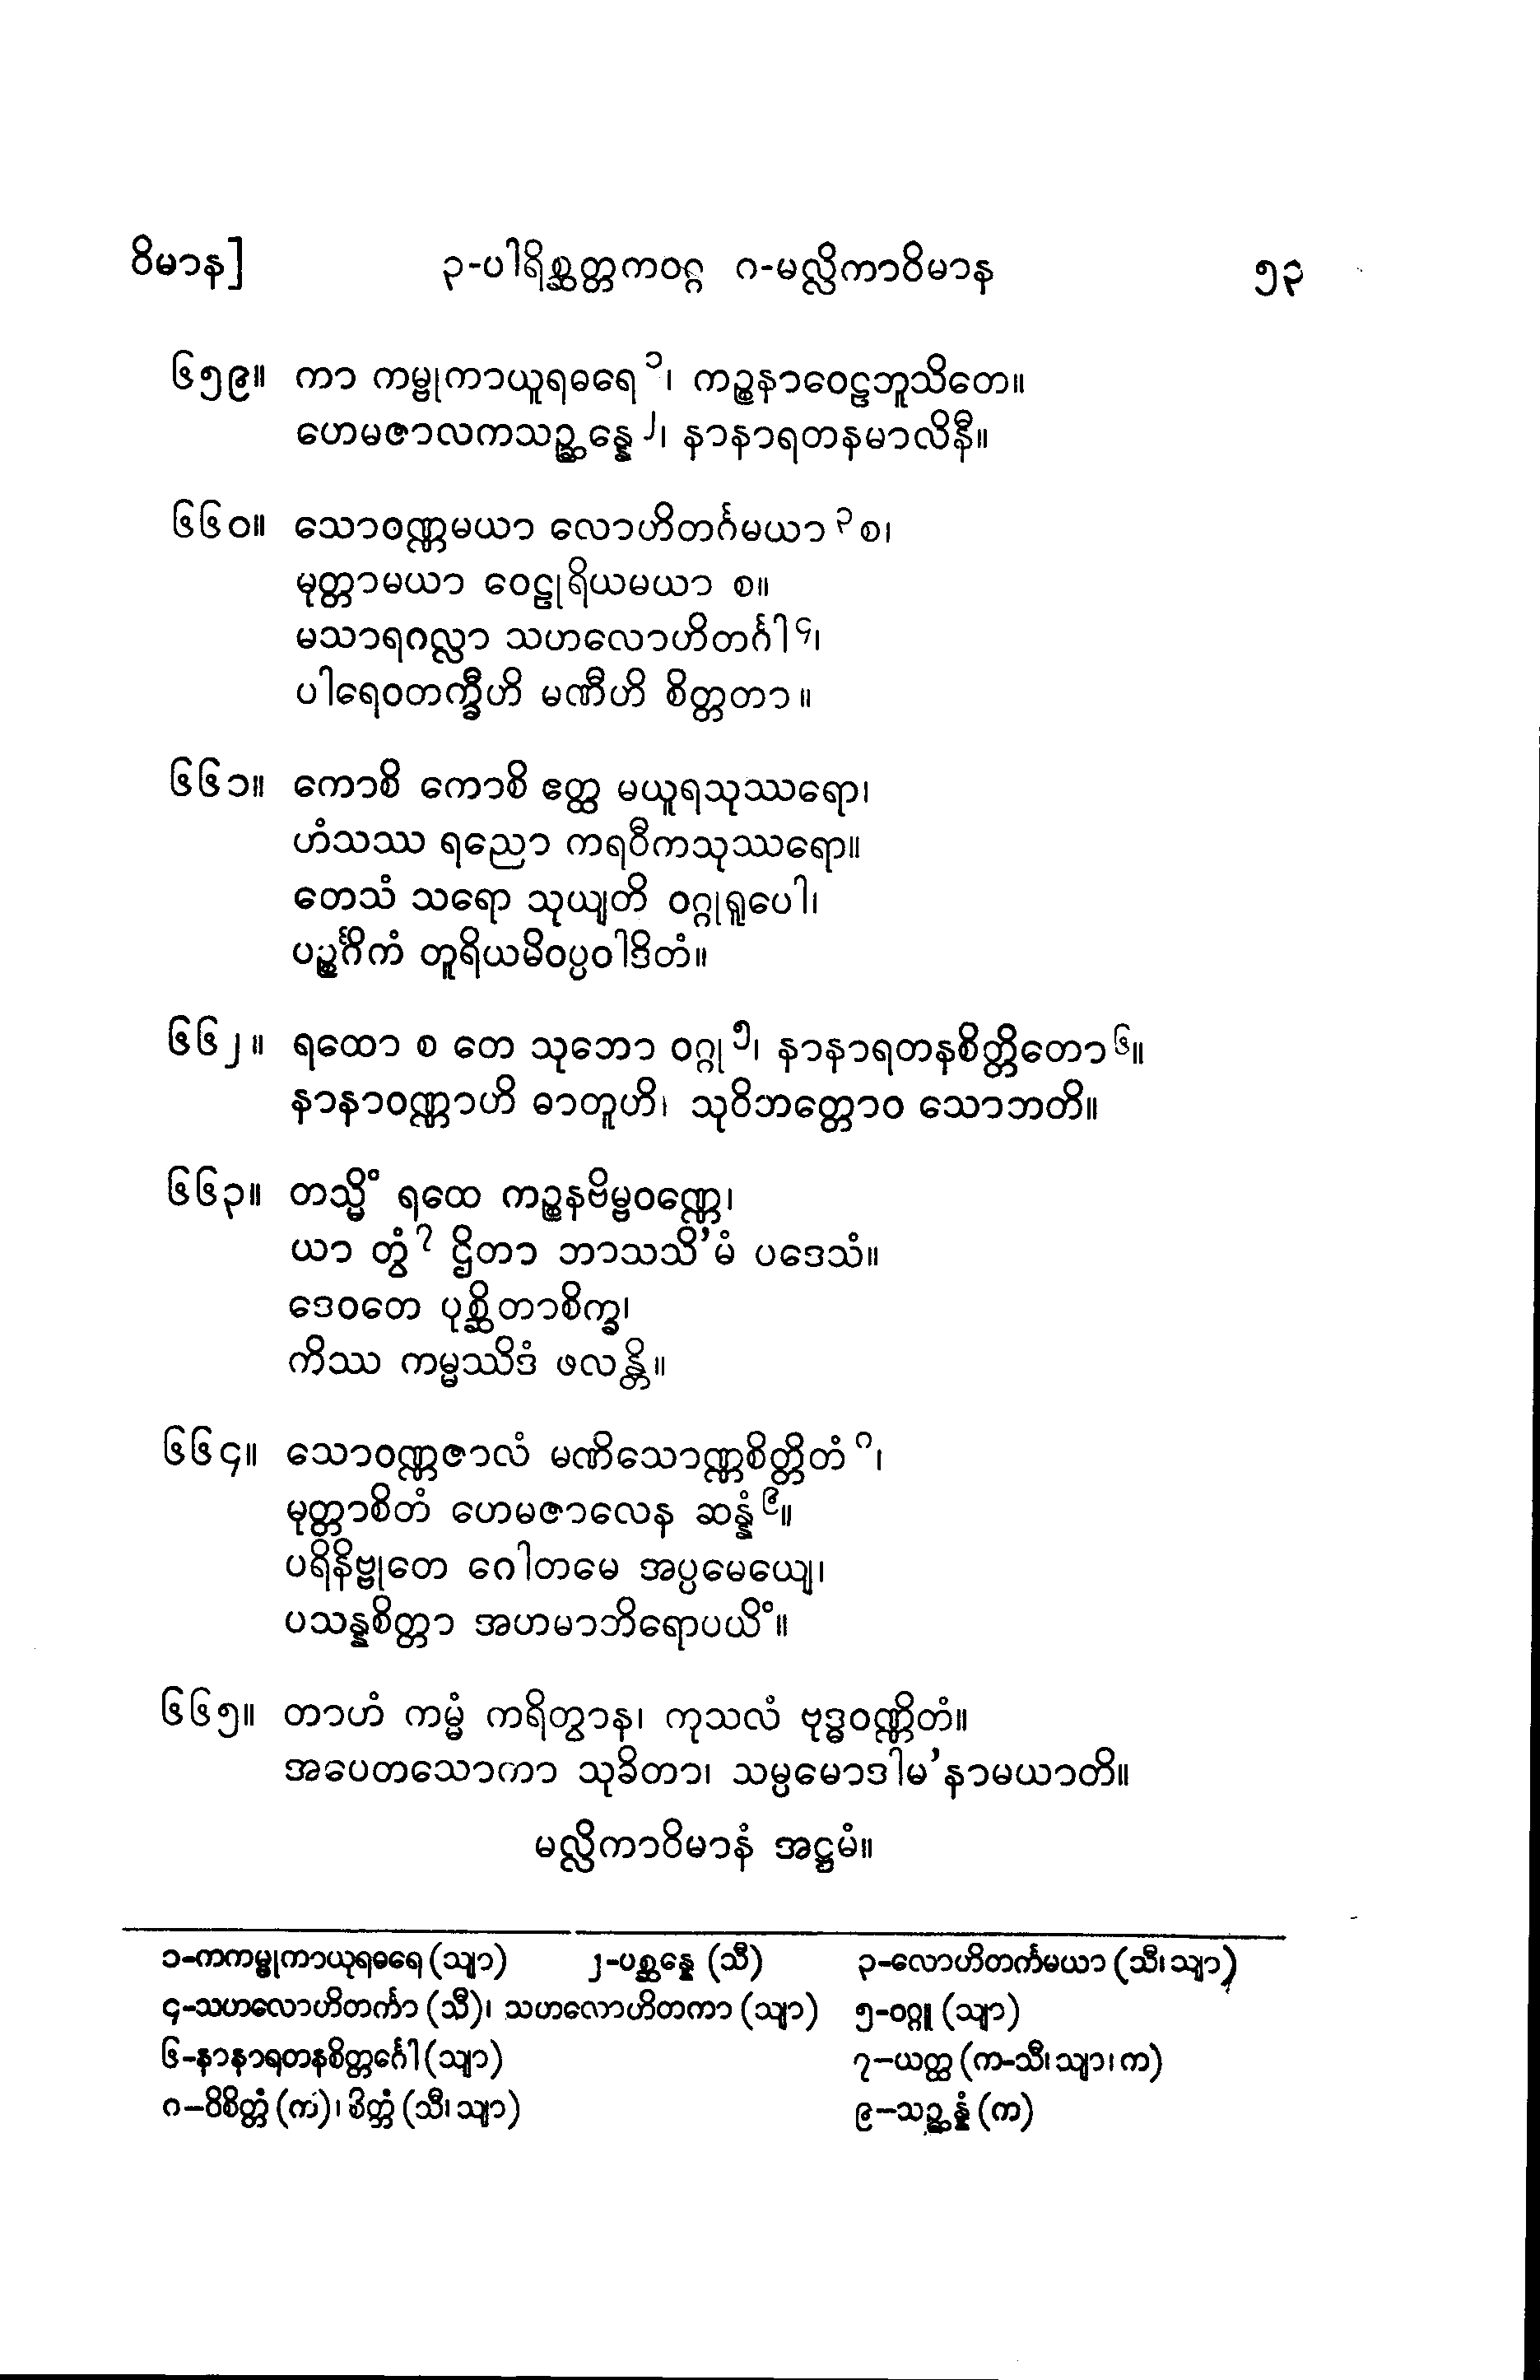 ဝိမာန] ၃-ပါရိစ္ဆတ္တကဝဂ္ဂ ၈-မလ္လိကာဝိမာန ၅၃
၆၅၉။ ကာ ကမ္ဗုကာယူရဓရေ ၁၊ ကဉ္စနာဝေဠဘူသိတေ။
ဟေမဇာလကသဉ္ဆန္နေ ၂၊ နာနာရတနမာလိနီ။
၆၆၀။ သောဝဏ္ဏမယာ လောဟိတင်္ဂမယာ ၃ စ၊
မုတ္တာမယာ ဝေဠုရိယမယာ စ။
မသာရဂလ္လာ သဟလောဟိတင်္ဂါ ၄၊
ပါရေဝတက္ခီဟိ မဏီဟိ စိတ္တတာ။
၆၆၁။ ကောစိ ကောစိ ဧတ္ထ မယူရသုဿရော၊
ဟံသဿ ရညော ကရဝီကသုဿရော။
တေသံ သရော သုယျတိ ဝဂ္ဂုရူပေါ၊
ပဉ္စင်္ဂိကံ တူရိယမိဝပ္ပဝါဒိတံ။
၆၆၂။ ရထော စ တေ သုဘော ဝဂ္ဂု ၅၊ နာနာရတနစိတ္တိတော ၆။
နာနာဝဏ္ဏာဟိ ဓာတူဟိ၊ သုဝိဘတ္တောဝ သောဘတိ။
၆၆၃။ တသ္မိံ ရထေ ကဉ္စနဗိမ္ဗဝဏ္ဏေ၊
ယာ တွံ ၇ ဌိတာ ဘာသသိ’မံ ပဒေသံ။
ဒေဝတေ ပုစ္ဆိတာစိက္ခ၊
ကိဿ ကမ္မဿိဒံ ဖလန္တိ။
၆၆၄။ သောဝဏ္ဏဇာလံ မဏိသောဏ္ဏစိတ္တိတံ ၈၊
မုတ္တာစိတံ ဟေမဇာလေန ဆန္နံ ၉။
ပရိနိဗ္ဗုတေ ဂေါတမေ အပ္ပမေယျေ၊
ပသန္နစိတ္တာ အဟမာဘိရောပယိံ။
၆၆၅။ တာဟံ ကမ္မံ ကရိတွာန၊ ကုသလံ ဗုဒ္ဓဝဏ္ဏိတံ။
အပေတသောကာ သုခိတာ၊ သမ္ပမောဒါမ’နာမယာတိ။
မလ္လိကာဝိမာနံ အဋ္ဌမံ။
၁-ကကမ္ဗုကာယုရဓရေ (သျာ) ၂-ပစ္ဆန္နေ (သီ) ၃-လောဟိတင်္ကမယာ (သီ၊ သျာ)
၄-သဟလောဟိတင်္ကာ (သီ)၊ သဟလောဟိတကာ (သျာ) ၅-ဝဂ္ဂူ (သျာ)
၆-နာနာရတနစိတ္တင်္ဂေါ (သျာ) ၇-ယတ္ထ (က-သီ၊ သျာ၊ က)
၈-ဝိစိတ္တံ (က)၊ စိတ္တံ (သီ၊ သျာ) ၉-သဉ္ဆန္နံ (က)